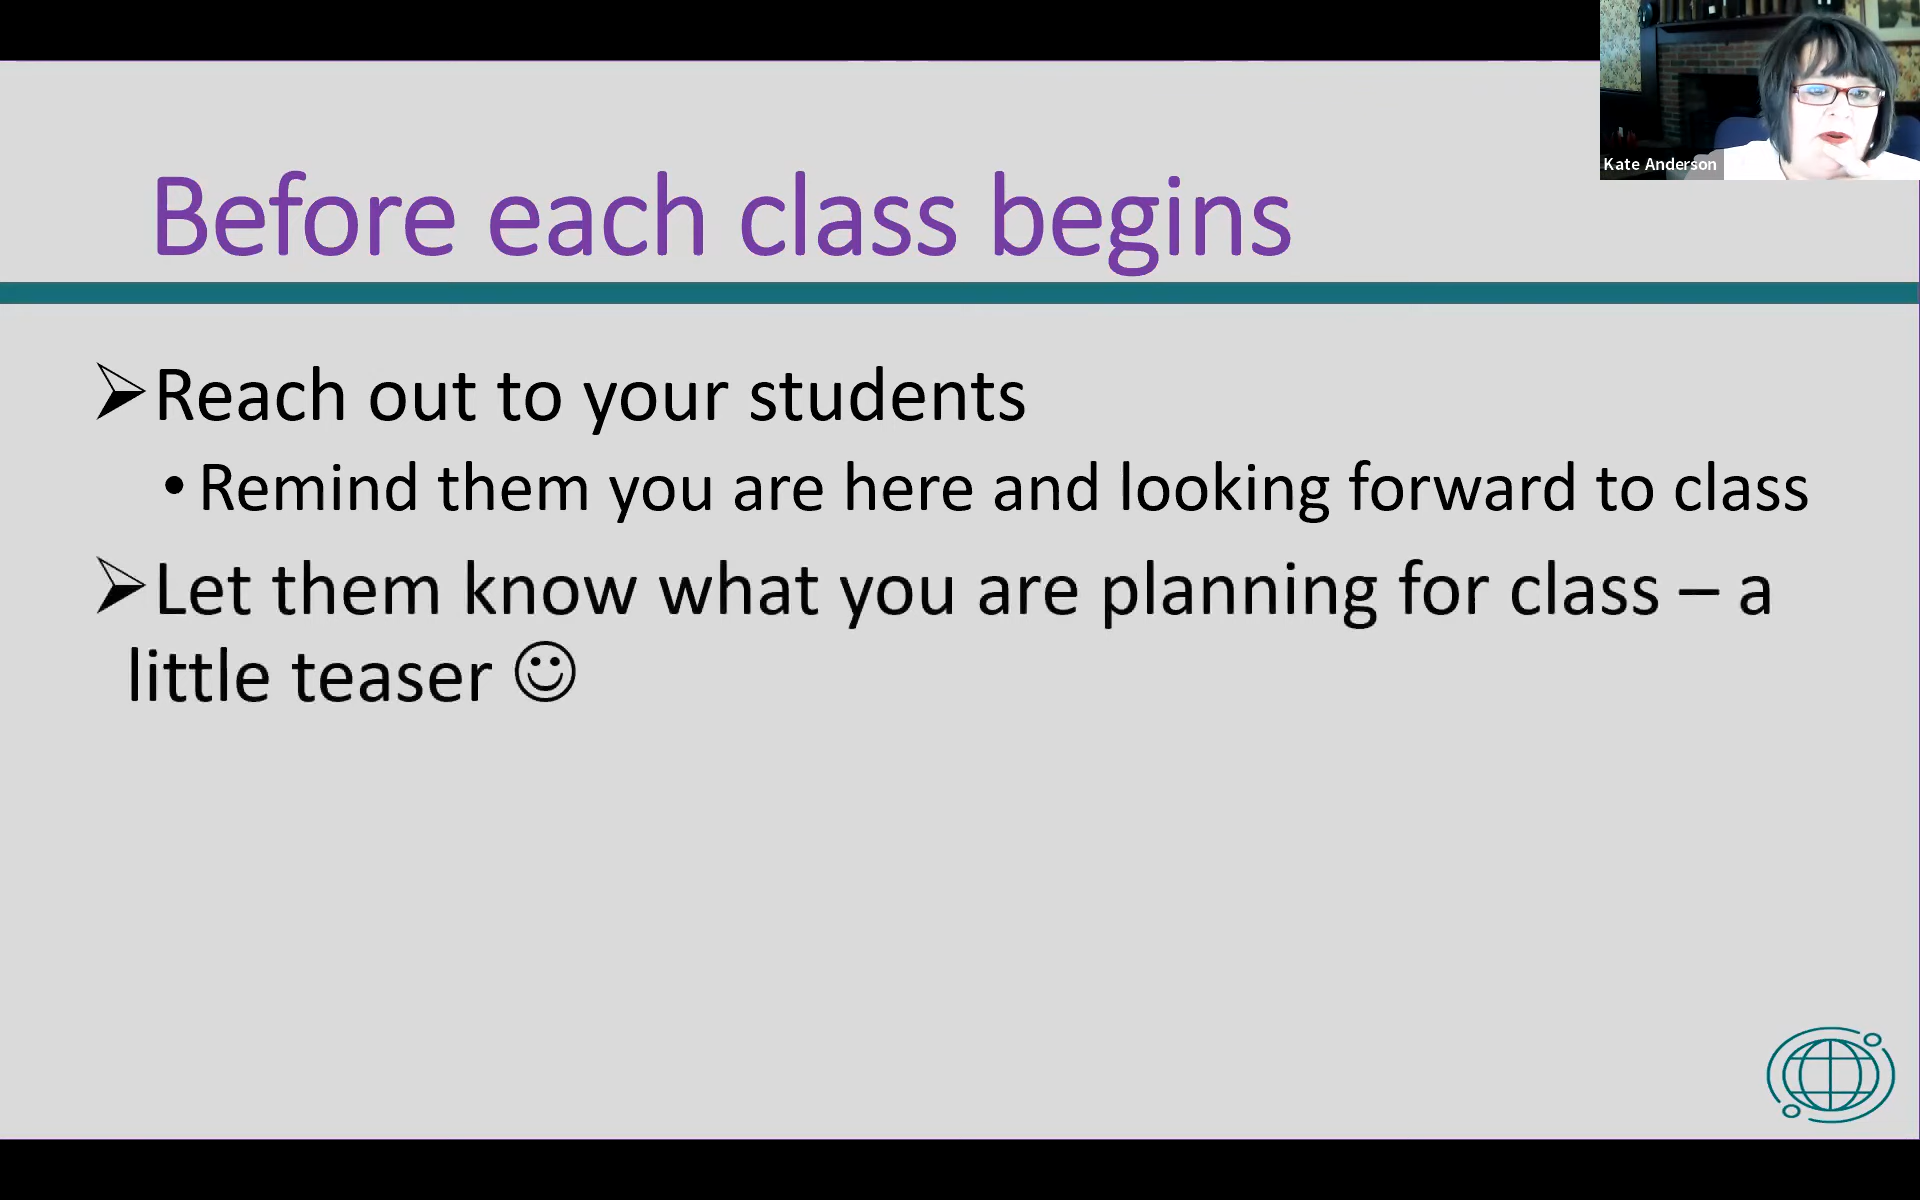 Kate Anderson
Before each class begins
➢Reach out to your students
•Remind them you are here and looking forward to class
➢Let them know what you are planning for class – a
little teaser ☺